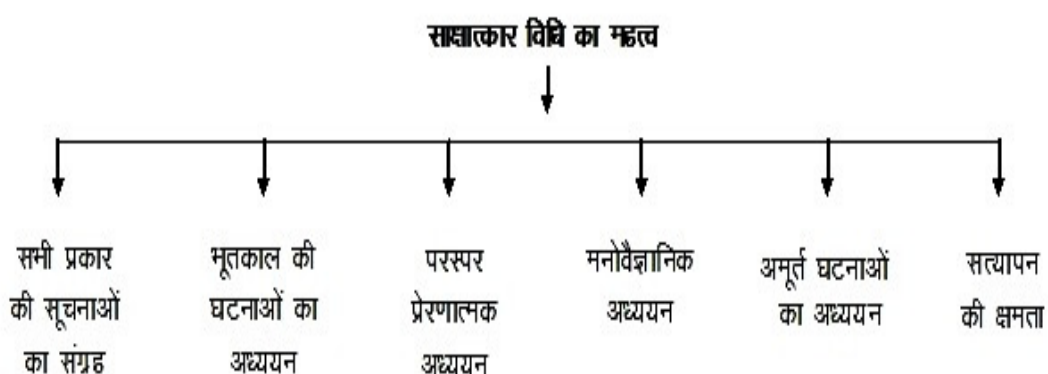 साक्षात्कार विधि का महत्व
सभी प्रकार
की सूचनाओं
का संग्रह
भूतकाल की
घटनाओं का
अध्ययन
परस्पर
प्रेरणात्मक
अध्ययन
मनोवैज्ञानिक
अध्ययन
अमूर्त घटनाओं
का अध्ययन
सत्यापन
की क्षमता